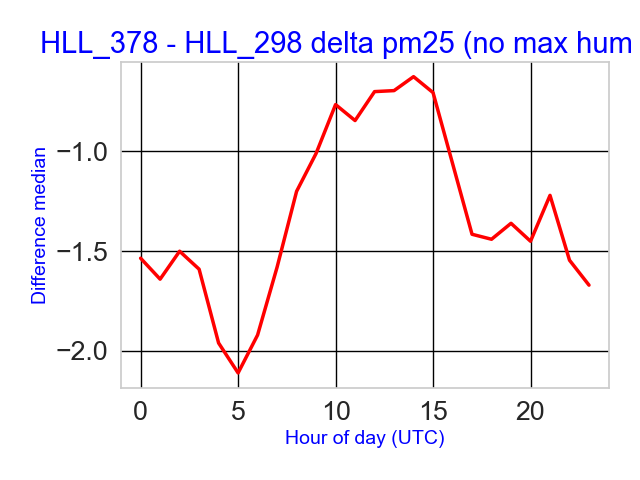 HLL_378 - HLL_298 delta pm25 (no max hum
Difference median
−1.0
−1.5
−2.0
0 5 10 15 20
Hour of day (UTC)